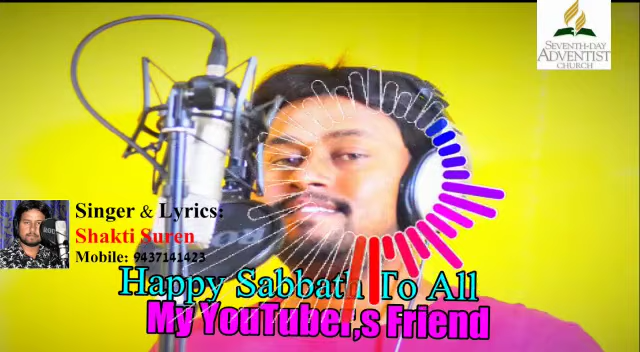 SEVENTH-DAY
ADVENTIST
CHURCH
Singer & Lyrics:
Shakti Suren
Mobile: 9437141423
Happy Sabbath To All
My YouTuber,s Friend